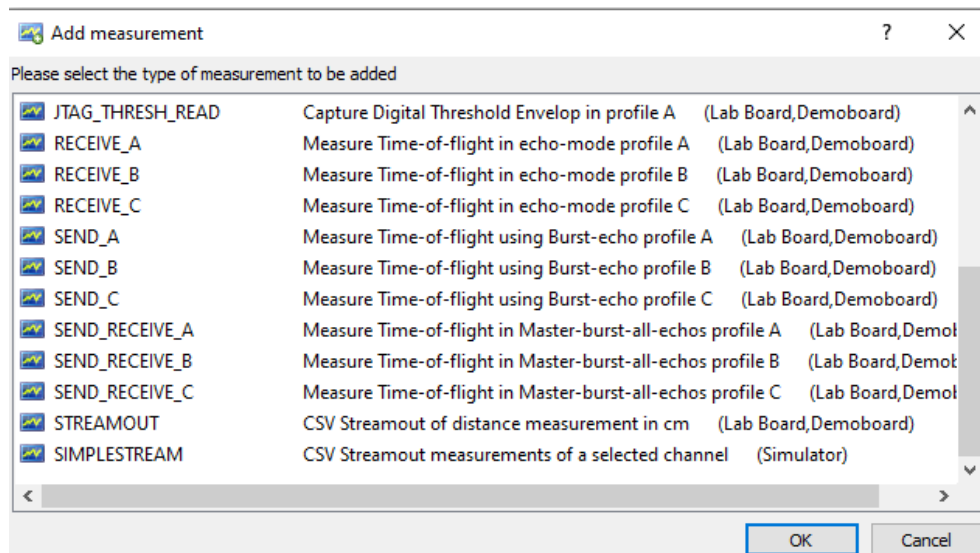 Add measurement ? ×
Please select the type of measurement to be added
JTAG_THRESH_READ Capture Digital Threshold Envelop in profile A (Lab Board,Demoboard)
RECEIVE_A Measure Time-of-flight in echo-mode profile A (Lab Board,Demoboard)
RECEIVE_B Measure Time-of-flight in echo-mode profile B (Lab Board,Demoboard)
RECEIVE_C Measure Time-of-flight in echo-mode profile C (Lab Board,Demoboard)
SEND_A Measure Time-of-flight using Burst-echo profile A (Lab Board,Demoboard)
SEND_B Measure Time-of-flight using Burst-echo profile B (Lab Board,Demoboard)
SEND_C Measure Time-of-flight using Burst-echo profile C (Lab Board,Demoboard)
SEND_RECEIVE_A Measure Time-of-flight in Master-burst-all-echos profile A (Lab Board,Demob
SEND_RECEIVE_B Measure Time-of-flight in Master-burst-all-echos profile B (Lab Board,Demob
SEND_RECEIVE_C Measure Time-of-flight in Master-burst-all-echos profile C (Lab Board,Demob
STREAMOUT CSV Streamout of distance measurement in cm (Lab Board,Demoboard)
SIMPLESTREAM CSV Streamout measurements of a selected channel (Simulator)
OK Cancel